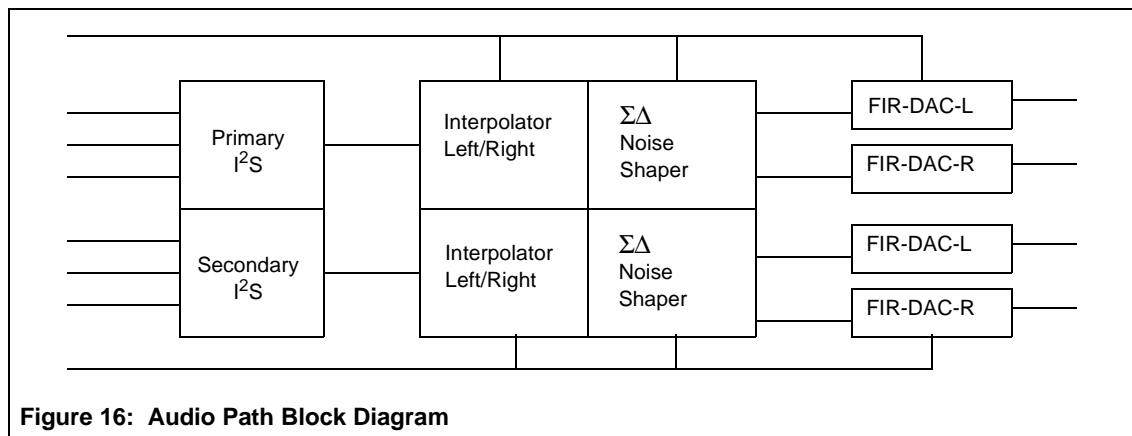 Primary
I²S
Secondary
I²S
Interpolator
Left/Right
ΣΔ
Noise
Shaper
Interpolator
Left/Right
ΣΔ
Noise
Shaper
FIR-DAC-L
FIR-DAC-R
FIR-DAC-L
FIR-DAC-R
Figure 16: Audio Path Block Diagram